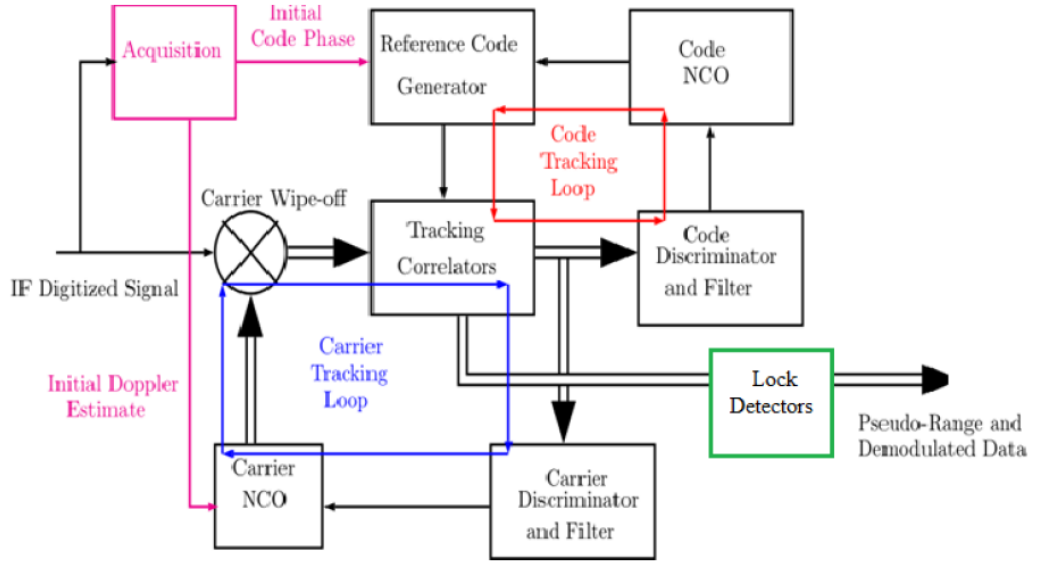 Initial
Code Phase
Acquisition
Reference Code
Generator
Code
NCO
Code
Tracking
Loop
Carrier Wipe-off
Tracking
Correlators
Code
Discriminator
and Filter
IF Digitized Signal
Carrier
Tracking
Loop
Initial Doppler
Estimate
Lock
Detectors
Pseudo-Range and
Demodulated Data
Carrier
NCO
Carrier
Discriminator
and Filter